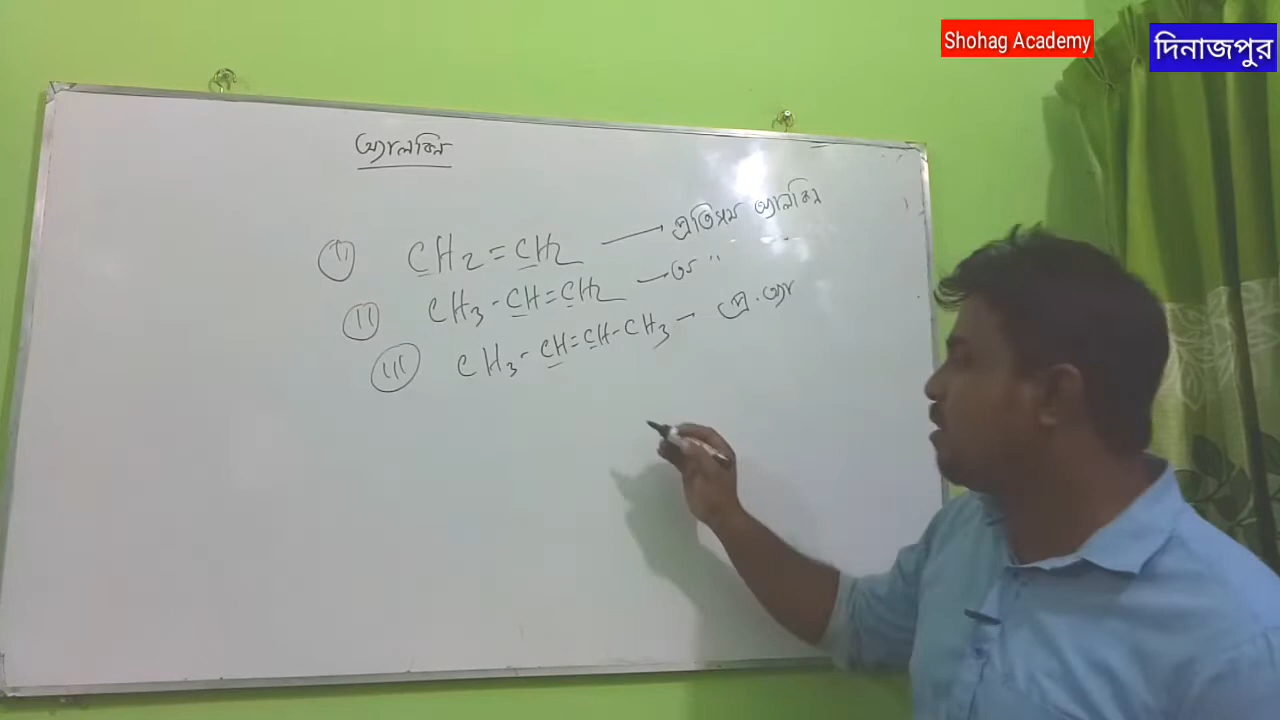 Shohag Academy
দিনাজপুর
অ্যালকিন
(i) CH2 = CH2 → প্রতিসম অ্যালকিন
(ii) CH3 - CH = CH2 → অ "
(iii) CH3 - CH = CH - CH3 → প্র . অ্যা